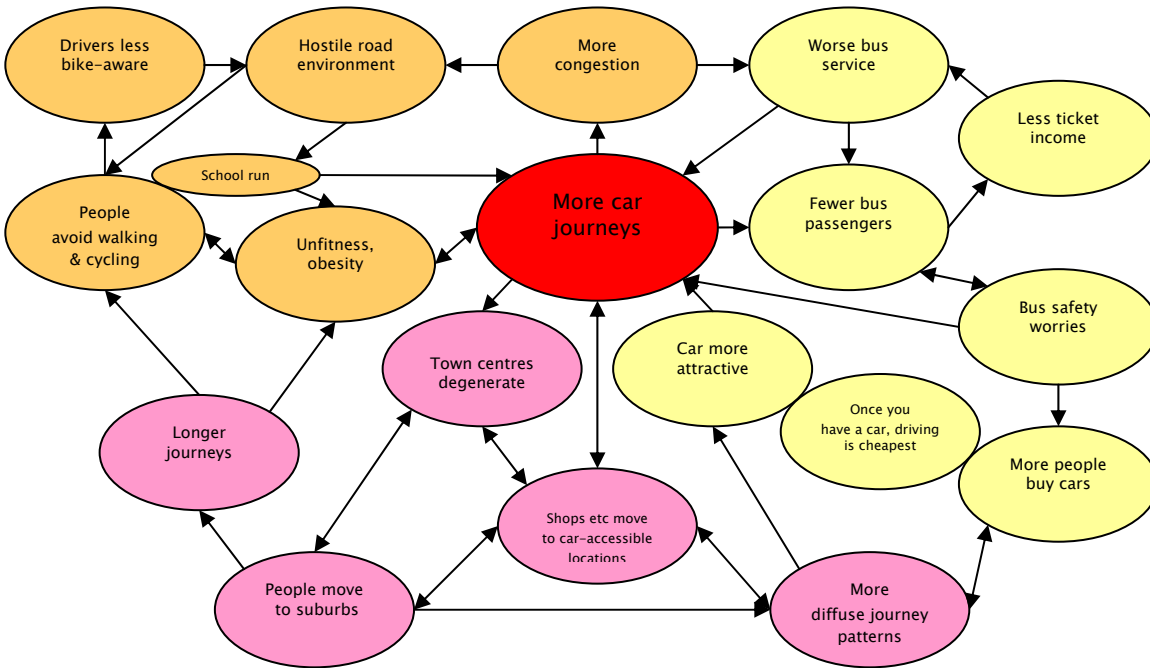 Drivers less
bike-aware
Hostile road
environment
More
congestion
Worse bus
service
Less ticket
income
School run
People
avoid walking
& cycling
Unfitness,
obesity
More car
journeys
Fewer bus
passengers
Bus safety
worries
Town centres
degenerate
Car more
attractive
Once you
have a car, driving
is cheapest
Longer
journeys
More people
buy cars
Shops etc move
to car-accessible
locations
People move
to suburbs
More
diffuse journey
patterns